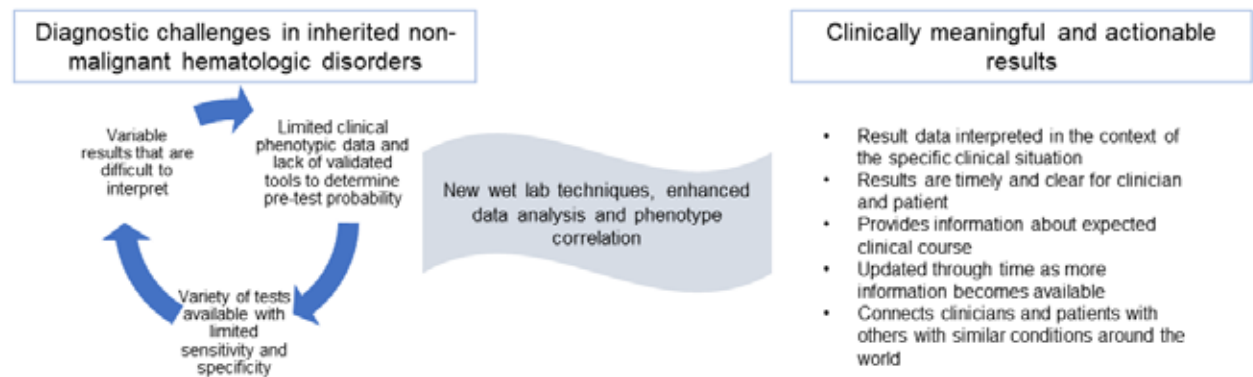 Diagnostic challenges in inherited non-
malignant hematologic disorders
Variable
results that are
difficult to
interpret
Limited clinical
phenotypic data and
lack of validated
tools to determine
pre-test probability
Variety of tests
available with
limited
sensitivity and
specificity
New wet lab techniques, enhanced
data analysis and phenotype
correlation
Clinically meaningful and actionable
results
• Result data interpreted in the context of
the specific clinical situation
• Results are timely and clear for clinician
and patient
• Provides information about expected
clinical course
• Updated through time as more
information becomes available
• Connects clinicians and patients with
others with similar conditions around the
world